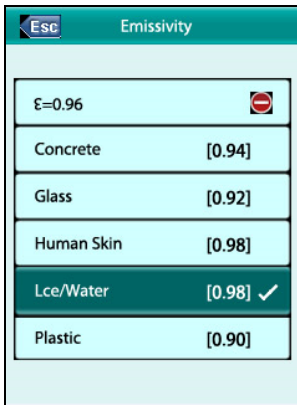 Esc Emissivity
ε=0.96
Concrete [0.94]
Glass [0.92]
Human Skin [0.98]
Lce/Water [0.98]
Plastic [0.90]